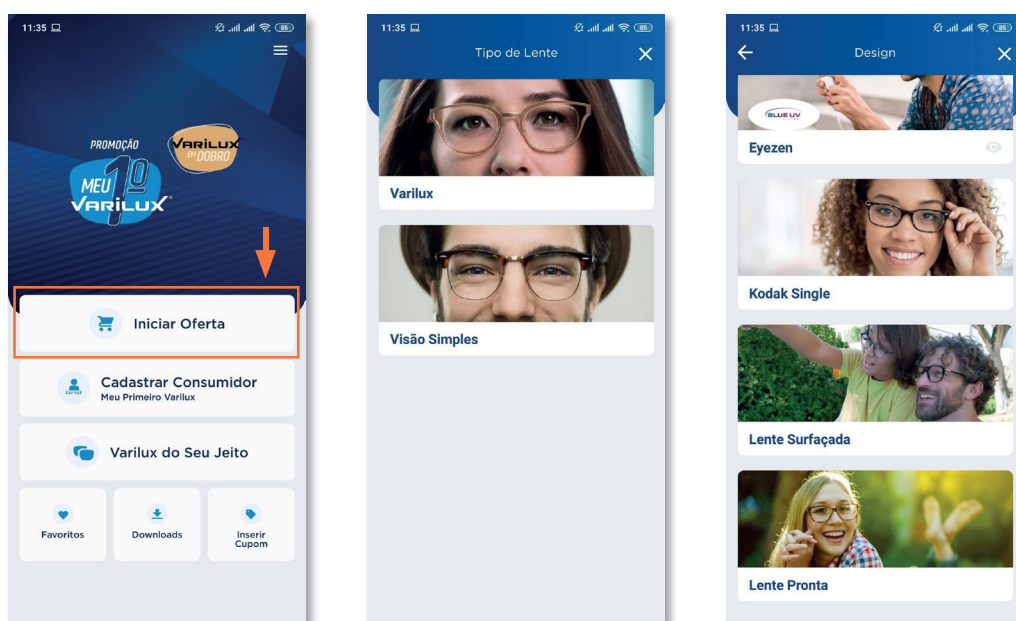 11:35
85
PROMOÇÃO
VARILUX
EM DOBRO
MEU 1º
VARILUX
Iniciar Oferta
Cadastrar Consumidor
Meu Primeiro Varilux
Varilux do Seu Jeito
Favoritos
Downloads
Inserir
Cupom
11:35
85
Tipo de Lente
Varilux
Visão Simples
11:35
85
Design
BLUE UV
Eyezen
Kodak Single
Lente Surfaçada
Lente Pronta